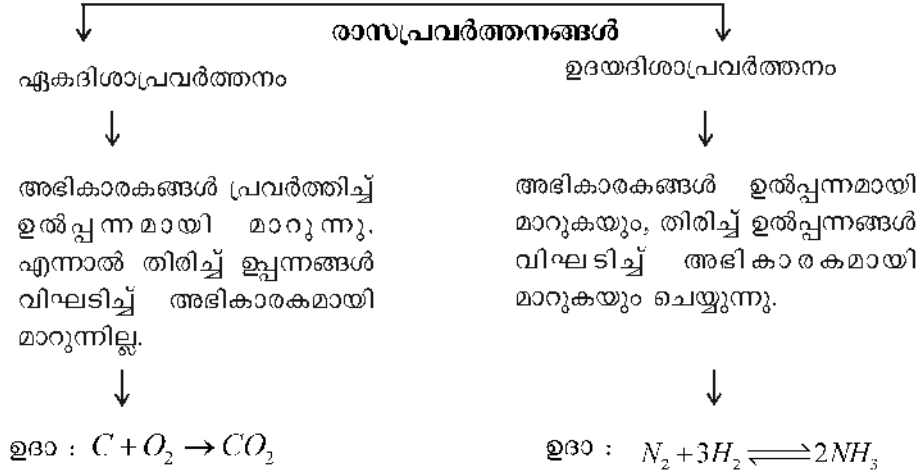 രാസപ്രവർത്തനങ്ങൾ
ഏകദിശാപ്രവർത്തനം
അഭികാരകങ്ങൾ പ്രവർത്തിച്ച്
ഉൽപ്പന്നമായി മാറുന്നു.
എന്നാൽ തിരിച്ച് ഉപ്പന്നങ്ങൾ
വിഘടിച്ച് അഭികാരകമായി
മാറുന്നില്ല.
ഉദാ : C + O₂ → CO₂
ഉദയദിശാപ്രവർത്തനം
അഭികാരകങ്ങൾ ഉൽപ്പന്നമായി
മാറുകയും, തിരിച്ച് ഉൽപ്പന്നങ്ങൾ
വിഘടിച്ച് അഭികാരകമായി
മാറുകയും ചെയ്യുന്നു.
ഉദാ : N₂ + 3H₂ ⇌ 2NH₃